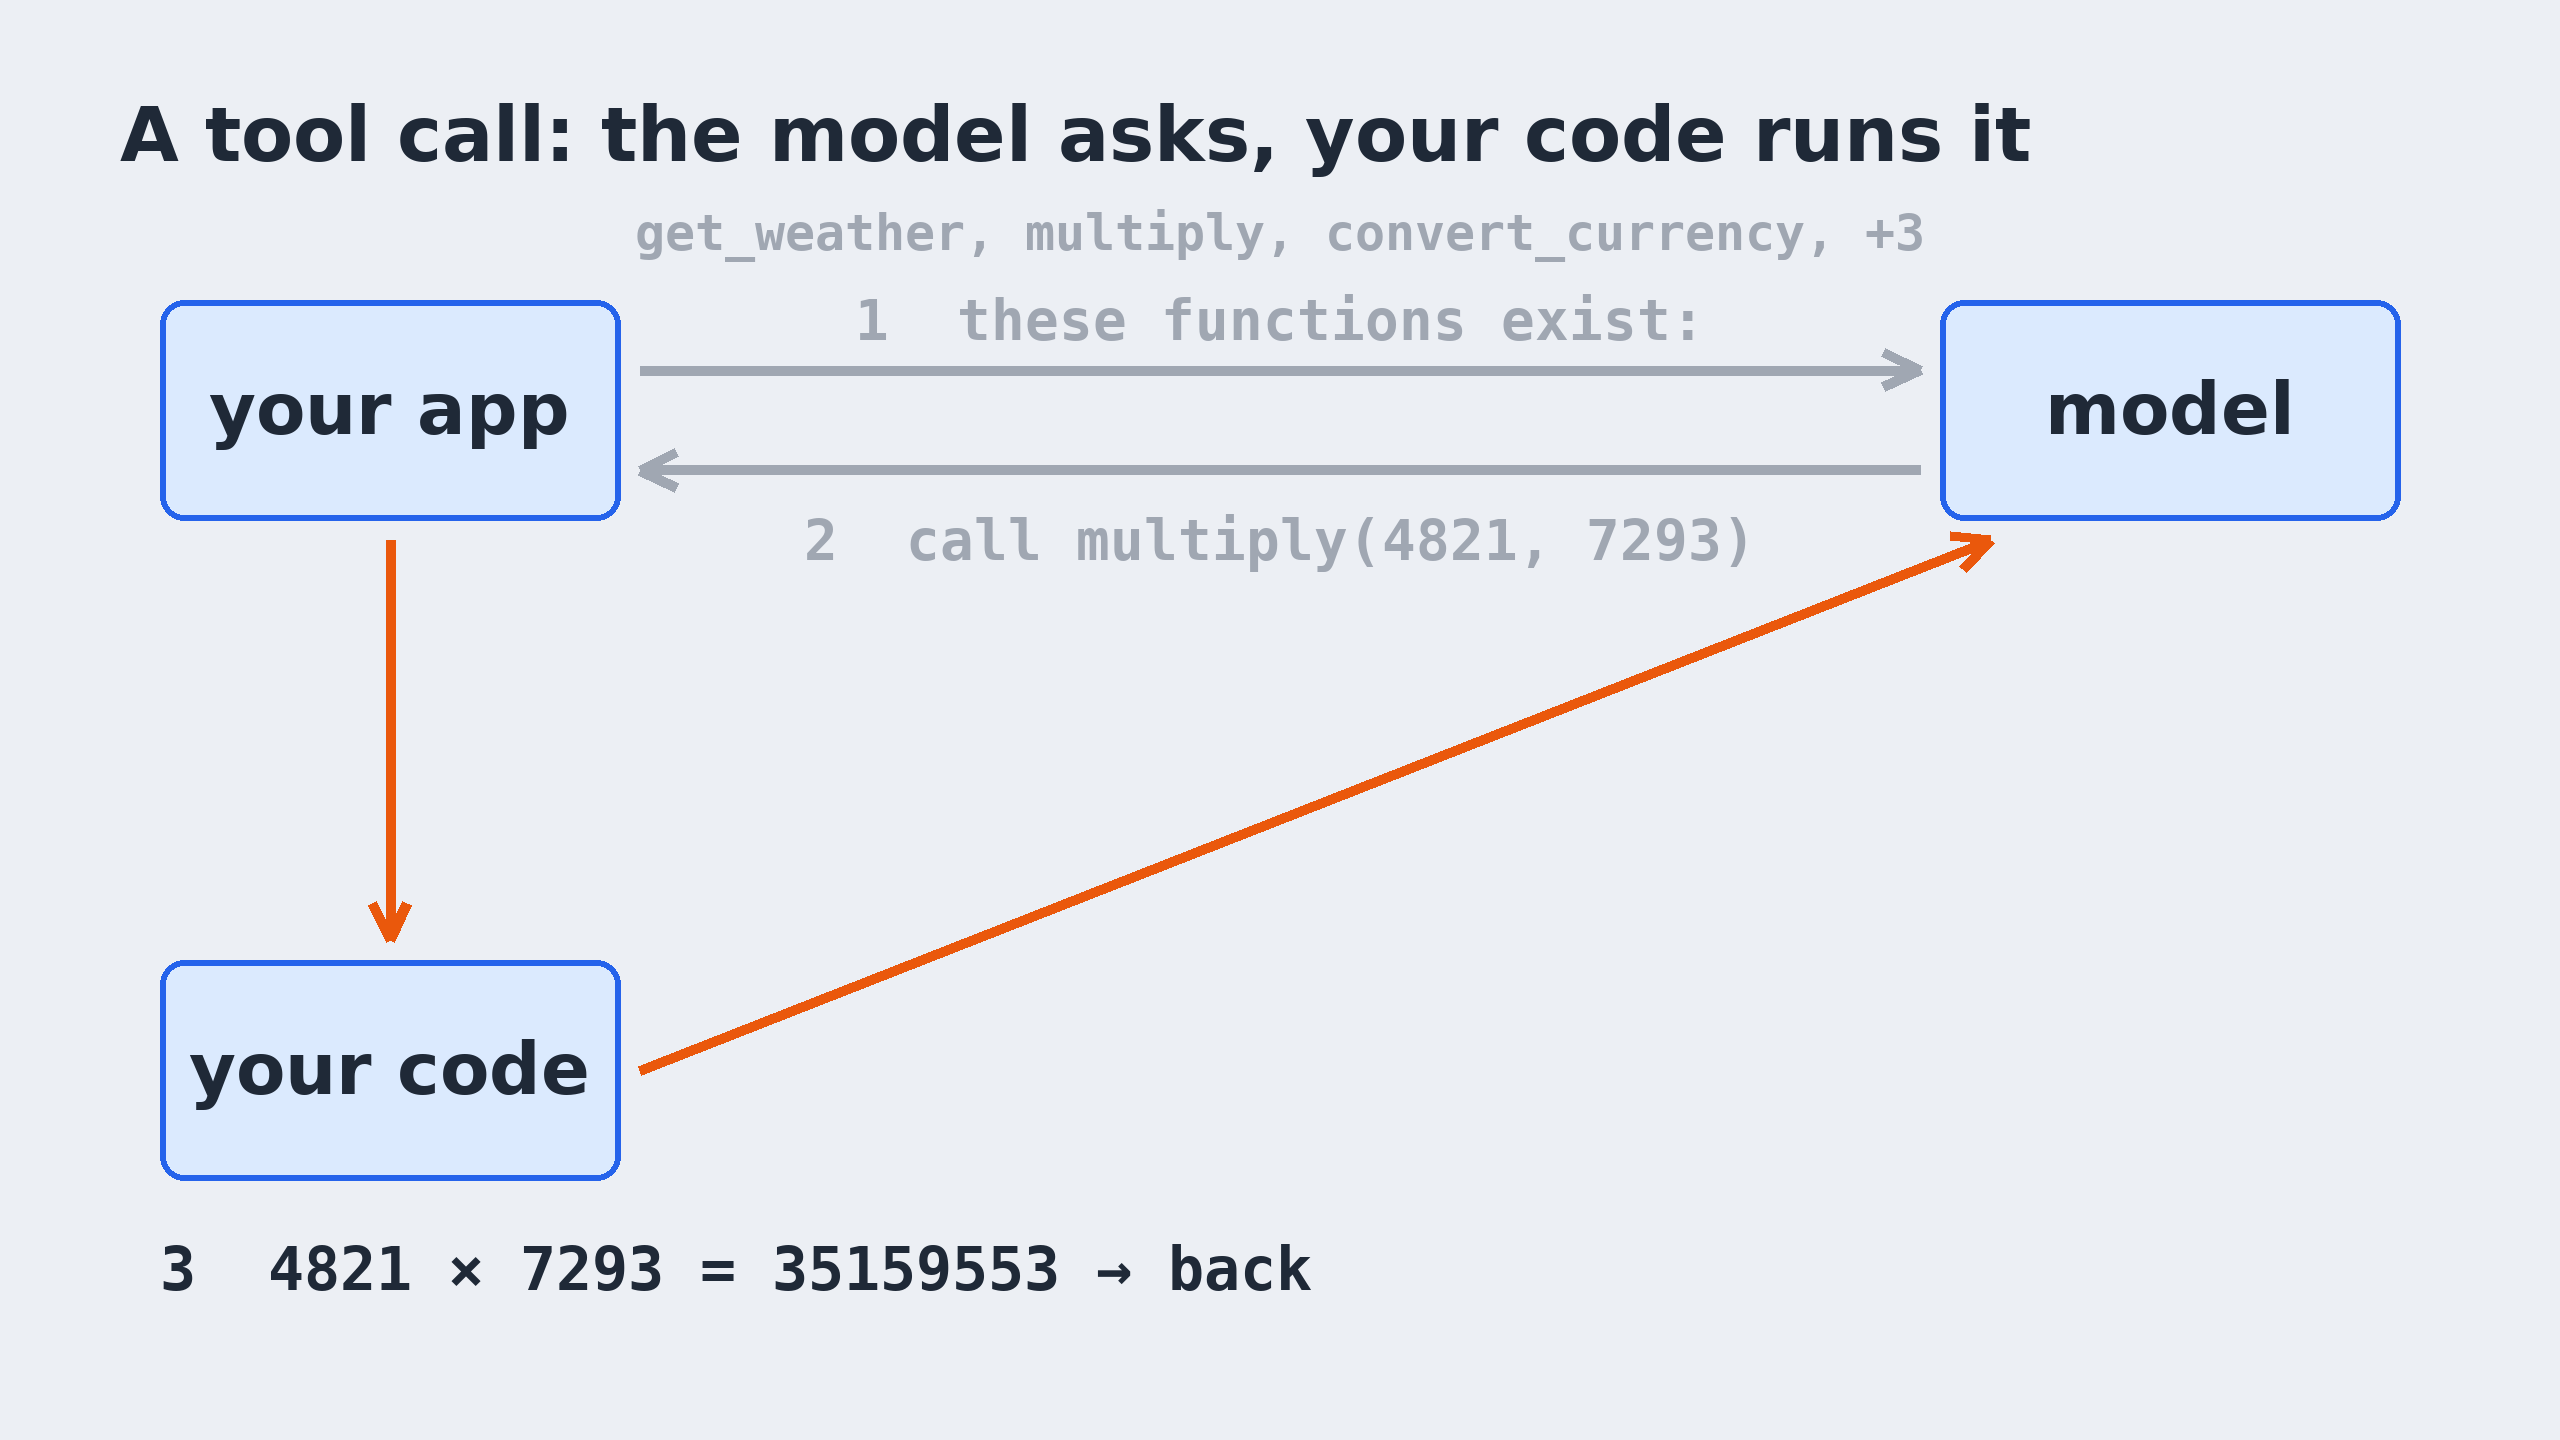 A tool call: the model asks, your code runs it
get_weather, multiply, convert_currency, +3
1  these functions exist:
your app
model
2  call multiply(4821, 7293)
your code
3  4821 × 7293 = 35159553 → back